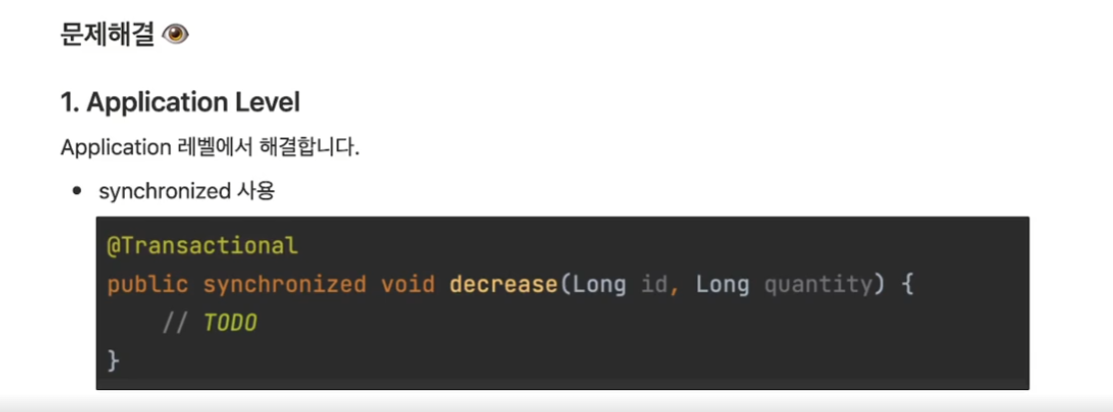 문제해결 👁️
1. Application Level
Application 레벨에서 해결합니다.
• synchronized 사용
@Transactional
public synchronized void decrease(Long id, Long quantity) {
    // TODO
}